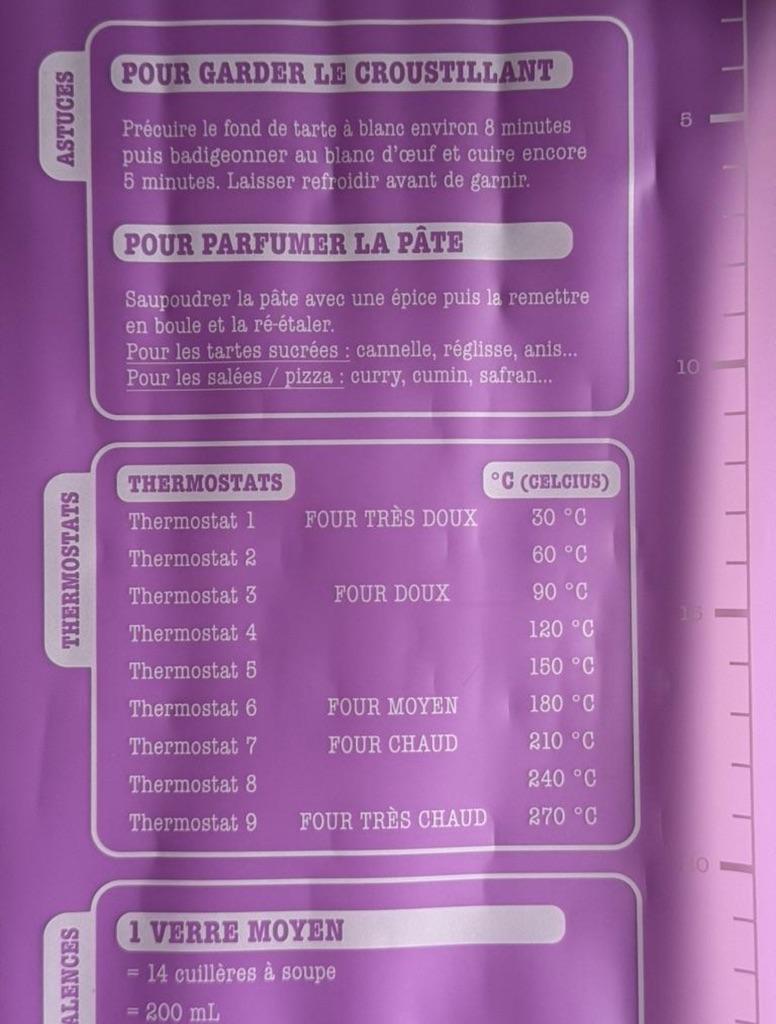 ASTUCES
POUR GARDER LE CROUSTILLANT
Précuire le fond de tarte à blanc environ 8 minutes
puis badigeonner au blanc d'œuf et cuire encore
5 minutes. Laisser refroidir avant de garnir.
POUR PARFUMER LA PÂTE
Saupoudrer la pâte avec une épice puis la remettre
en boule et la ré-étaler.
Pour les tartes sucrées : cannelle, réglisse, anis...
Pour les salées / pizza : curry, cumin, safran...
THERMOSTATS
THERMOSTATS °C (CELCIUS)
Thermostat 1 FOUR TRÈS DOUX 30 °C
Thermostat 2 60 °C
Thermostat 3 FOUR DOUX 90 °C
Thermostat 4 120 °C
Thermostat 5 150 °C
Thermostat 6 FOUR MOYEN 180 °C
Thermostat 7 FOUR CHAUD 210 °C
Thermostat 8 240 °C
Thermostat 9 FOUR TRÈS CHAUD 270 °C
1 VERRE MOYEN
= 14 cuillères à soupe
= 200 mL
5
10
15